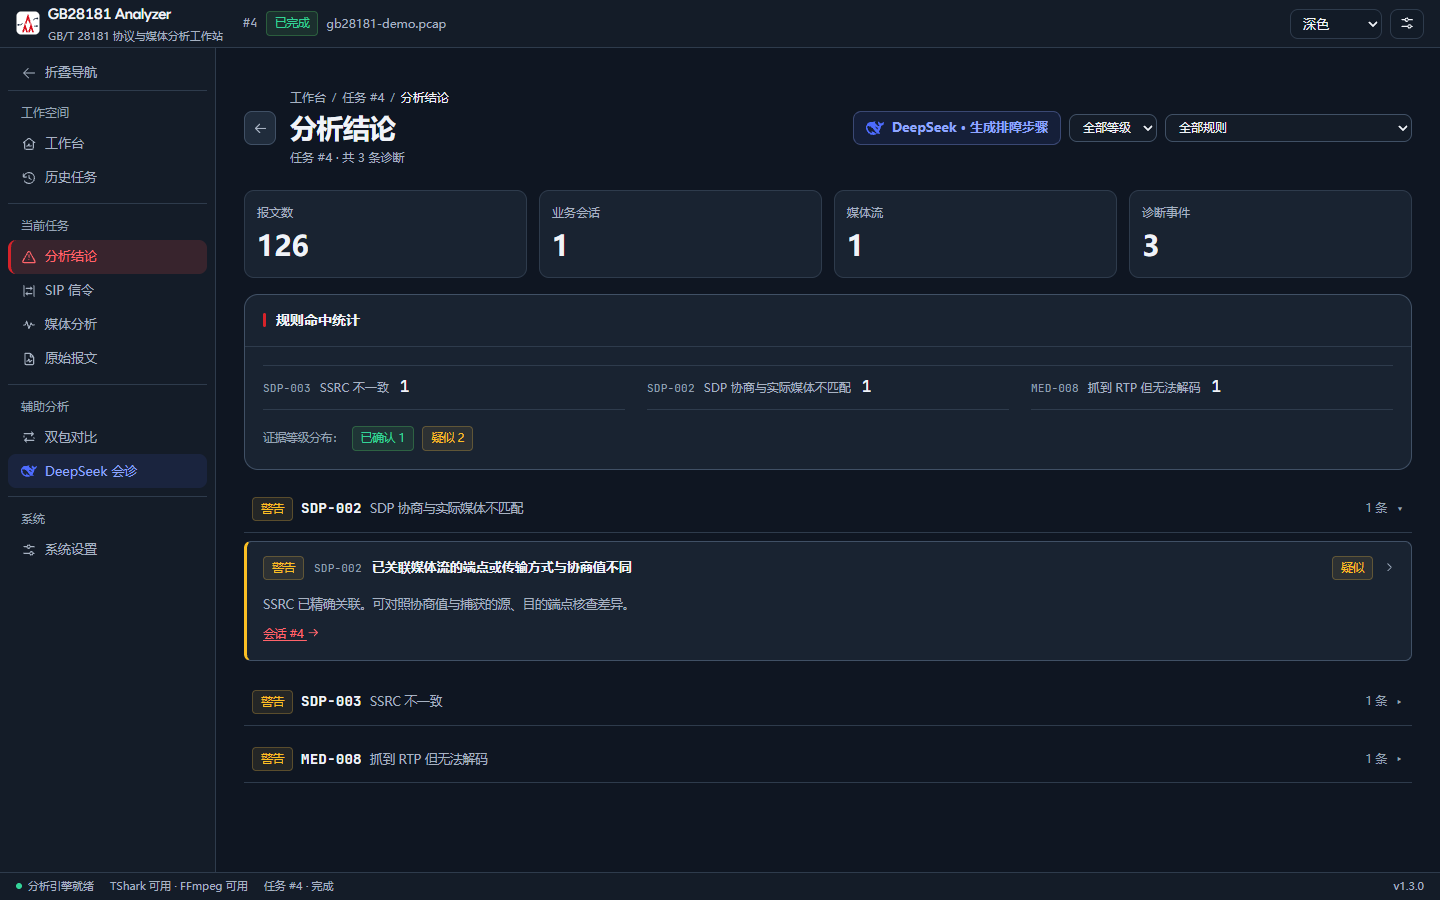 GB28181 Analyzer
GB/T 28181 协议与媒体分析工作站
#4 已完成 gb28181-demo.pcap
深色
折叠导航
工作空间
工作台
历史任务
当前任务
分析结论
SIP 信令
媒体分析
原始报文
辅助分析
双包对比
DeepSeek 会诊
系统
系统设置
工作台 / 任务 #4 / 分析结论
分析结论
任务 #4 · 共 3 条诊断
DeepSeek • 生成排障步骤
全部等级
全部规则
报文数
126
业务会话
1
媒体流
1
诊断事件
3
规则命中统计
SDP-003 SSRC 不一致 1
SDP-002 SDP 协商与实际媒体不匹配 1
MED-008 抓到 RTP 但无法解码 1
证据等级分布: 已确认 1 疑似 2
警告 SDP-002 SDP 协商与实际媒体不匹配 1 条
警告 SDP-002 已关联媒体流的端点或传输方式与协商值不同 疑似
SSRC 已精确关联。可对照协商值与捕获的源、目的端点核查差异。
会话 #4 →
警告 SDP-003 SSRC 不一致 1 条
警告 MED-008 抓到 RTP 但无法解码 1 条
分析引擎就绪 TShark 可用 · FFmpeg 可用 任务 #4 · 完成
v1.3.0